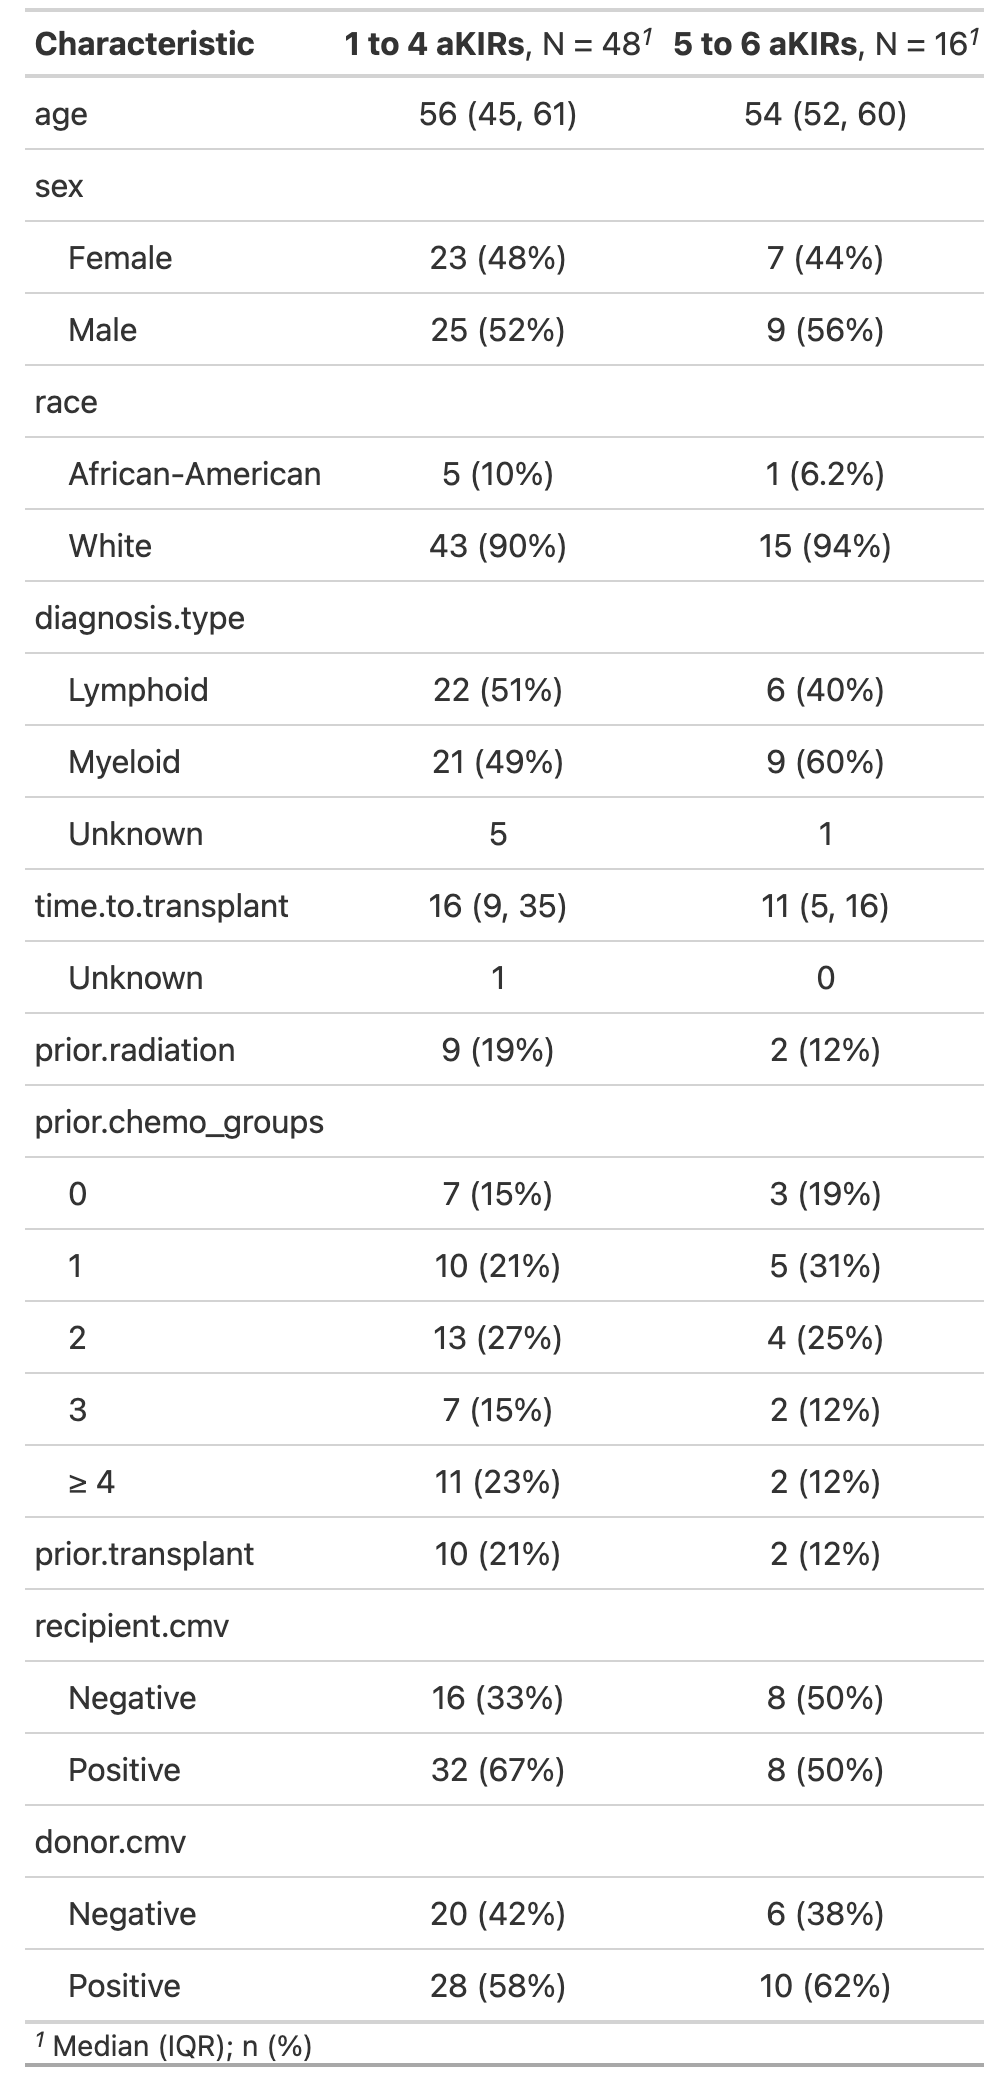 Characteristic 1 to 4 aKIRs, N = 48¹ 5 to 6 aKIRs, N = 16¹
age 56 (45, 61) 54 (52, 60)
sex
Female 23 (48%) 7 (44%)
Male 25 (52%) 9 (56%)
race
African-American 5 (10%) 1 (6.2%)
White 43 (90%) 15 (94%)
diagnosis.type
Lymphoid 22 (51%) 6 (40%)
Myeloid 21 (49%) 9 (60%)
Unknown 5 1
time.to.transplant 16 (9, 35) 11 (5, 16)
Unknown 1 0
prior.radiation 9 (19%) 2 (12%)
prior.chemo_groups
0 7 (15%) 3 (19%)
1 10 (21%) 5 (31%)
2 13 (27%) 4 (25%)
3 7 (15%) 2 (12%)
≥ 4 11 (23%) 2 (12%)
prior.transplant 10 (21%) 2 (12%)
recipient.cmv
Negative 16 (33%) 8 (50%)
Positive 32 (67%) 8 (50%)
donor.cmv
Negative 20 (42%) 6 (38%)
Positive 28 (58%) 10 (62%)
¹ Median (IQR); n (%)